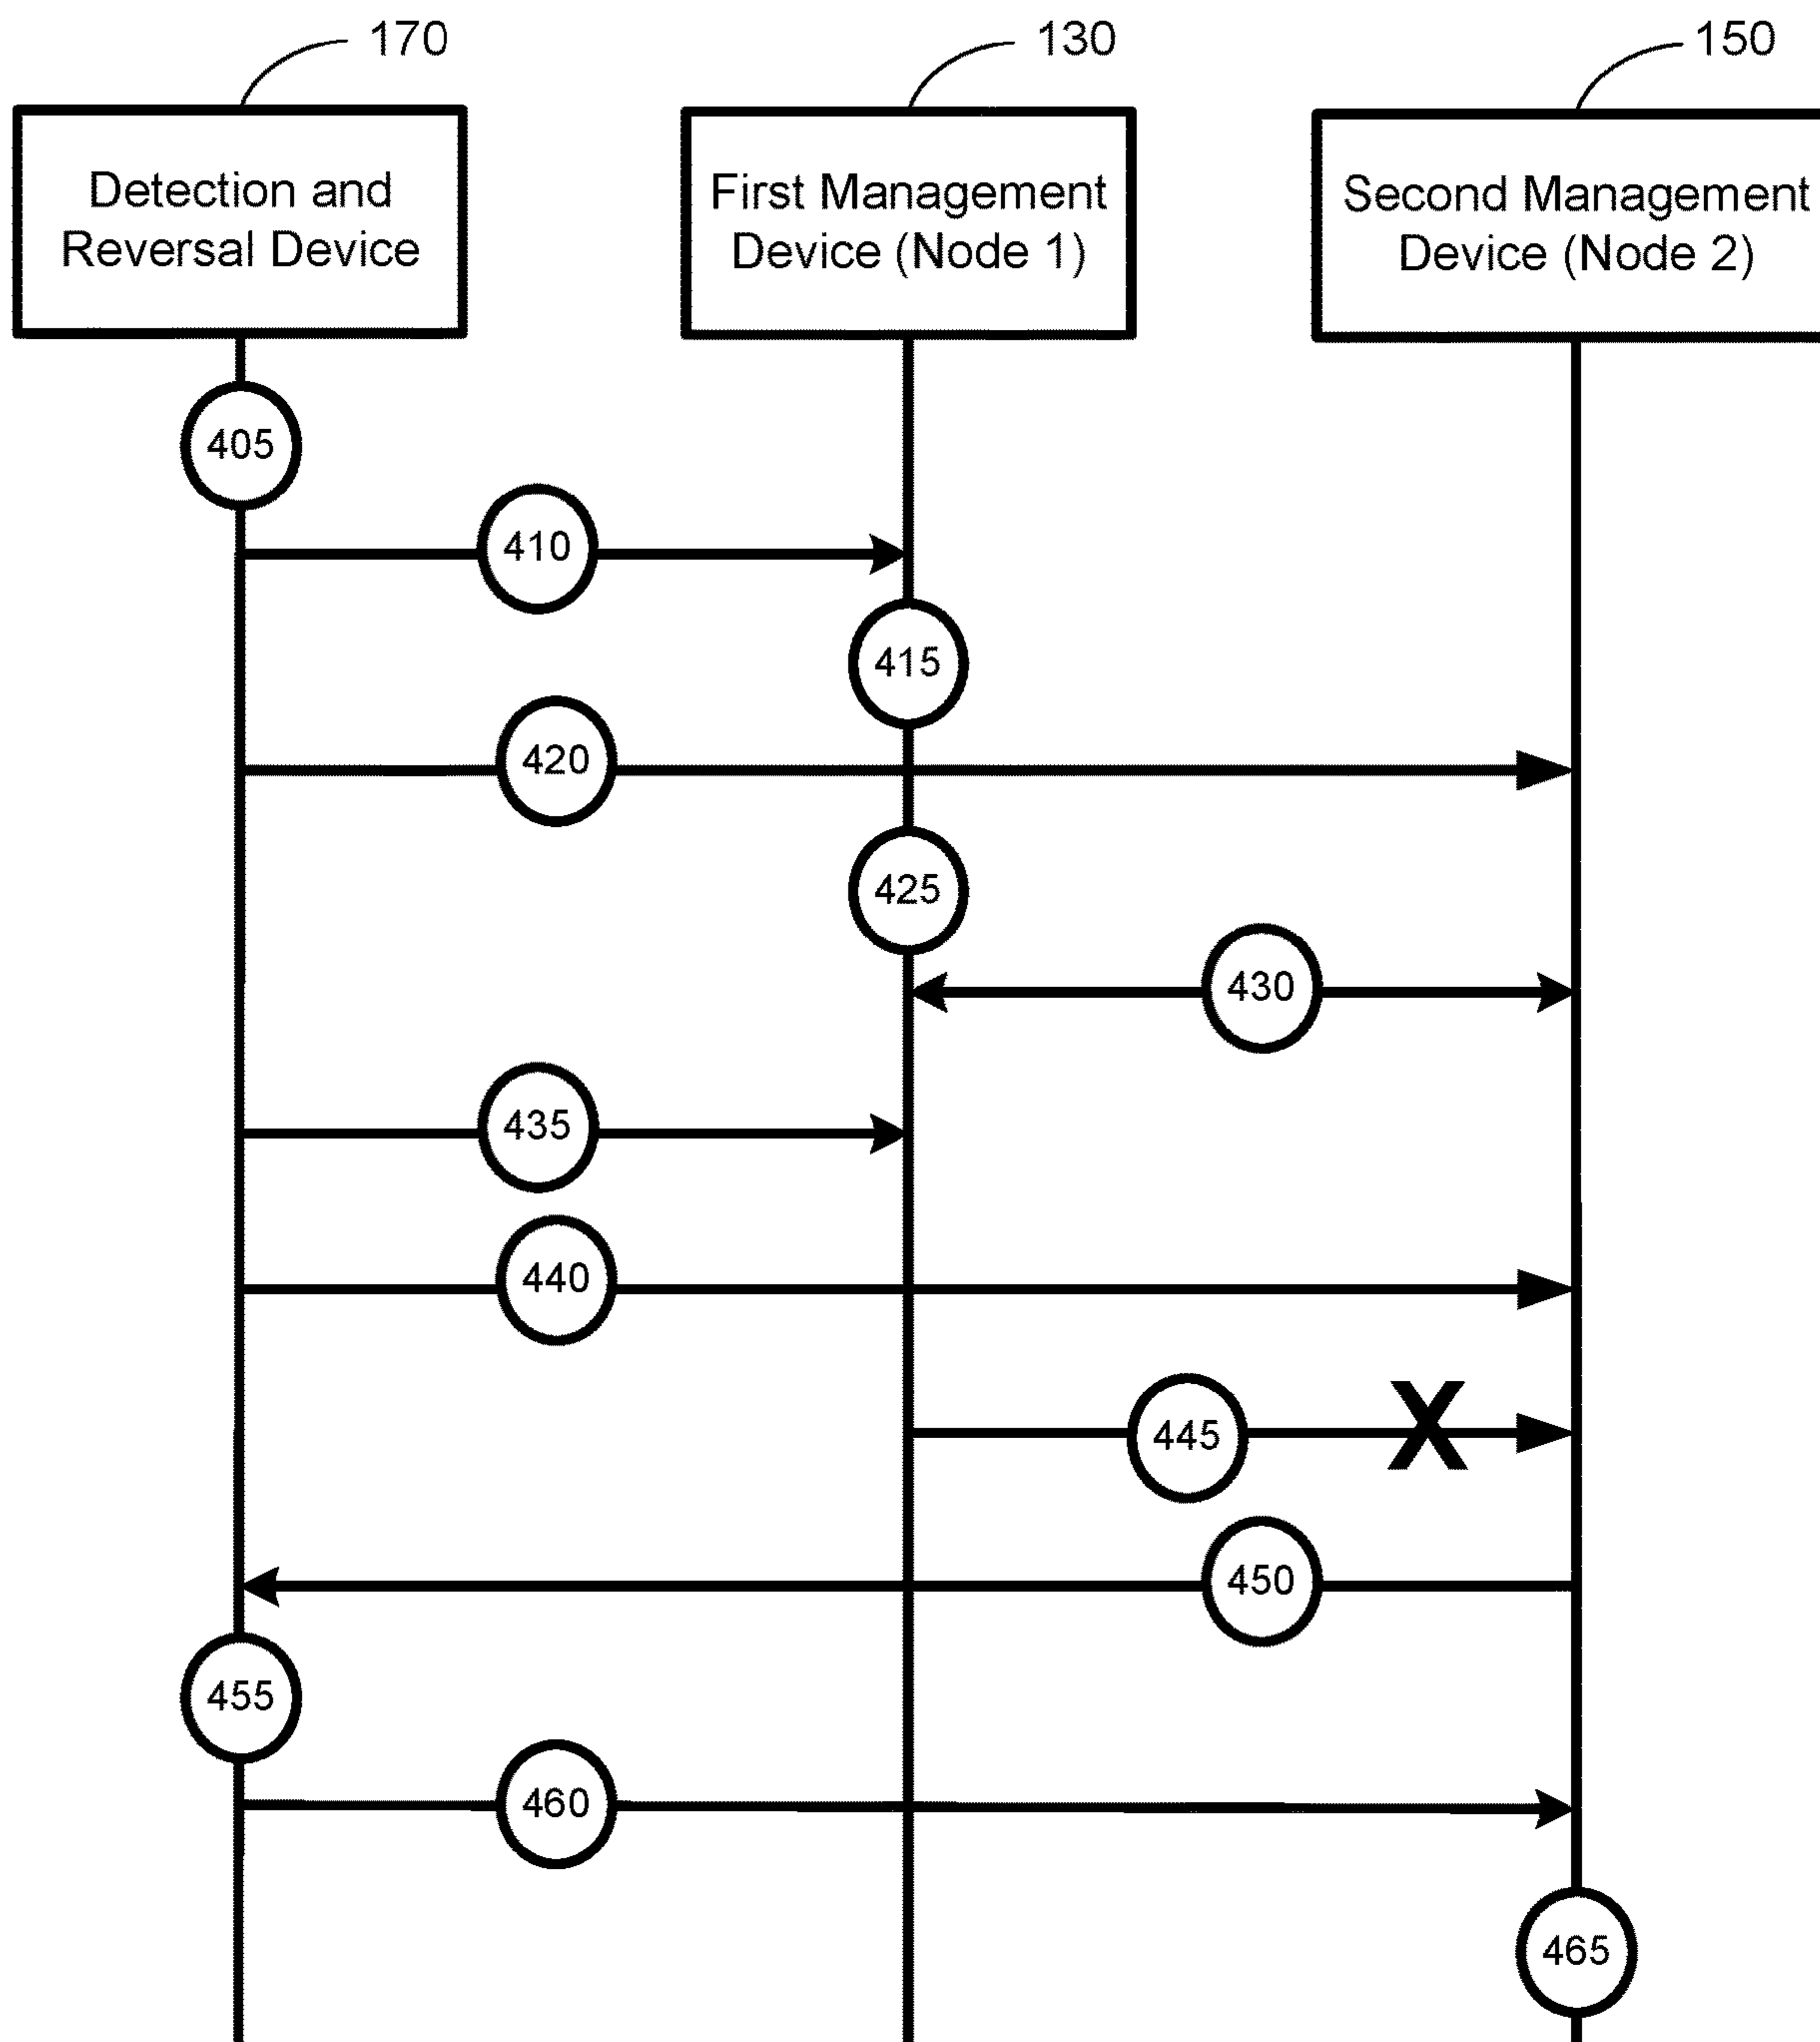 170
130
150
Detection and
Reversal Device
First Management
Device (Node 1)
Second Management
Device (Node 2)
405
410
415
420
425
430
435
440
445
X
450
455
460
465